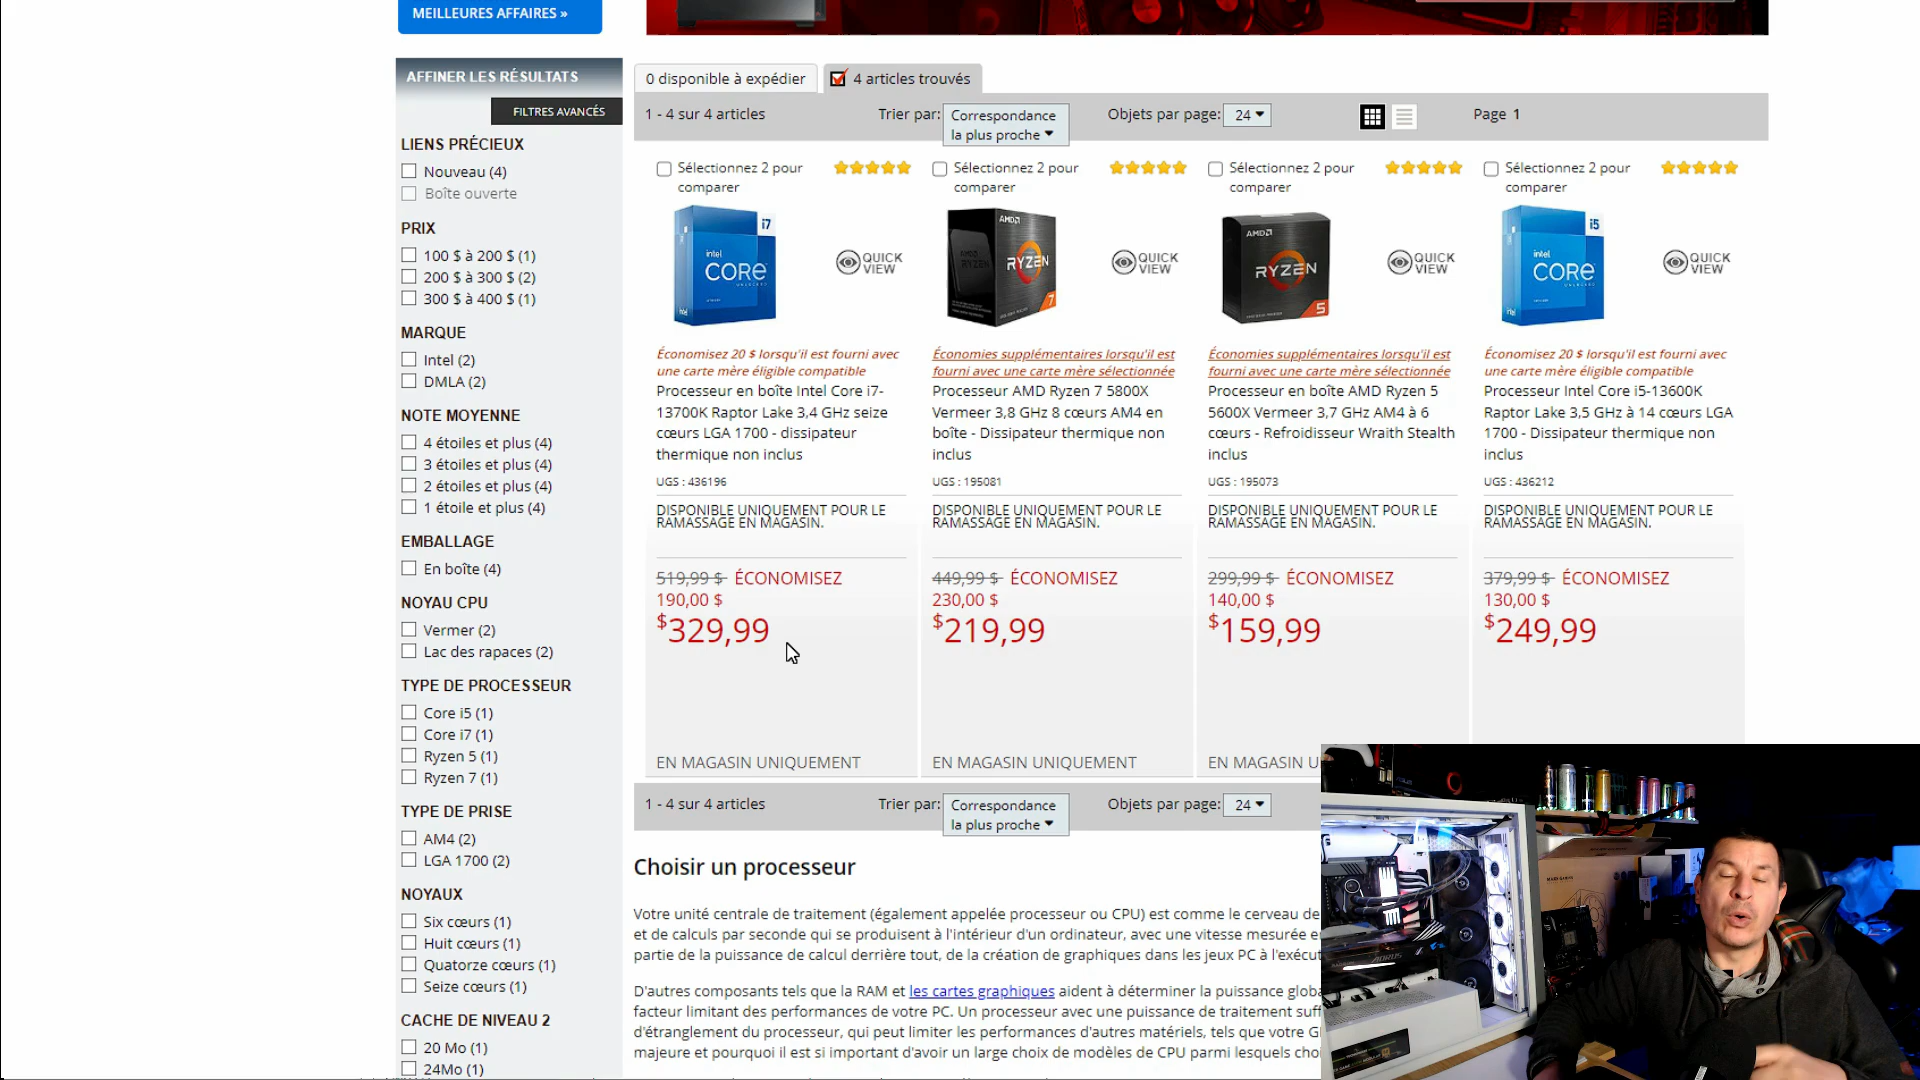 MEILLEURES AFFAIRES »
AFFINER LES RÉSULTATS
FILTRES AVANCÉS
LIENS PRÉCIEUX
Nouveau (4)
Boîte ouverte
PRIX
100 $ à 200 $ (1)
200 $ à 300 $ (2)
300 $ à 400 $ (1)
MARQUE
Intel (2)
DMLA (2)
NOTE MOYENNE
4 étoiles et plus (4)
3 étoiles et plus (4)
2 étoiles et plus (4)
1 étoile et plus (4)
EMBALLAGE
En boîte (4)
NOYAU CPU
Vermer (2)
Lac des rapaces (2)
TYPE DE PROCESSEUR
Core i5 (1)
Core i7 (1)
Ryzen 5 (1)
Ryzen 7 (1)
TYPE DE PRISE
AM4 (2)
LGA 1700 (2)
NOYAUX
Six cœurs (1)
Huit cœurs (1)
Quatorze cœurs (1)
Seize cœurs (1)
CACHE DE NIVEAU 2
20 Mo (1)
24Mo (1)
0 disponible à expédier
4 articles trouvés
1 - 4 sur 4 articles
Trier par:
Correspondance
la plus proche
Objets par page:
24
Page 1
Sélectionnez 2 pour
comparer
i7
intel
CORE
QUICK
VIEW
Économisez 20 $ lorsqu'il est fourni avec
une carte mère éligible compatible
Processeur en boîte Intel Core i7-
13700K Raptor Lake 3,4 GHz seize
cœurs LGA 1700 - dissipateur
thermique non inclus
UGS : 436196
DISPONIBLE UNIQUEMENT POUR LE
RAMASSAGE EN MAGASIN.
519,99 $ ÉCONOMISEZ
190,00 $
$329,99
EN MAGASIN UNIQUEMENT
Sélectionnez 2 pour
comparer
AMD
RYZEN
RYZEN
7
QUICK
VIEW
Économies supplémentaires lorsqu'il est
fourni avec une carte mère sélectionnée
Processeur AMD Ryzen 7 5800X
Vermeer 3,8 GHz 8 cœurs AM4 en
boîte - Dissipateur thermique non
inclus
UGS : 195081
DISPONIBLE UNIQUEMENT POUR LE
RAMASSAGE EN MAGASIN.
449,99 $ ÉCONOMISEZ
230,00 $
$219,99
EN MAGASIN UNIQUEMENT
Sélectionnez 2 pour
comparer
AMD
RYZEN
5
QUICK
VIEW
Économies supplémentaires lorsqu'il est
fourni avec une carte mère sélectionnée
Processeur en boîte AMD Ryzen 5
5600X Vermeer 3,7 GHz AM4 à 6
cœurs - Refroidisseur Wraith Stealth
inclus
UGS : 195073
DISPONIBLE UNIQUEMENT POUR LE
RAMASSAGE EN MAGASIN.
299,99 $ ÉCONOMISEZ
140,00 $
$159,99
EN MAGASIN U
Sélectionnez 2 pour
comparer
i5
intel
CORE
QUICK
VIEW
Économisez 20 $ lorsqu'il est fourni avec
une carte mère éligible compatible
Processeur Intel Core i5-13600K
Raptor Lake 3,5 GHz à 14 cœurs LGA
1700 - Dissipateur thermique non
inclus
UGS : 436212
DISPONIBLE UNIQUEMENT POUR LE
RAMASSAGE EN MAGASIN.
379,99 $ ÉCONOMISEZ
130,00 $
$249,99
1 - 4 sur 4 articles
Trier par:
Correspondance
la plus proche
Objets par page:
24
Choisir un processeur
Votre unité centrale de traitement (également appelée processeur ou CPU) est comme le cerveau de
et de calculs par seconde qui se produisent à l'intérieur d'un ordinateur, avec une vitesse mesurée e
partie de la puissance de calcul derrière tout, de la création de graphiques dans les jeux PC à l'exécut
D'autres composants tels que la RAM et les cartes graphiques aident à déterminer la puissance globa
facteur limitant des performances de votre PC. Un processeur avec une puissance de traitement suff
d'étranglement du processeur, qui peut limiter les performances d'autres matériels, tels que votre G
majeure et pourquoi il est si important d'avoir un large choix de modèles de CPU parmi lesquels choi